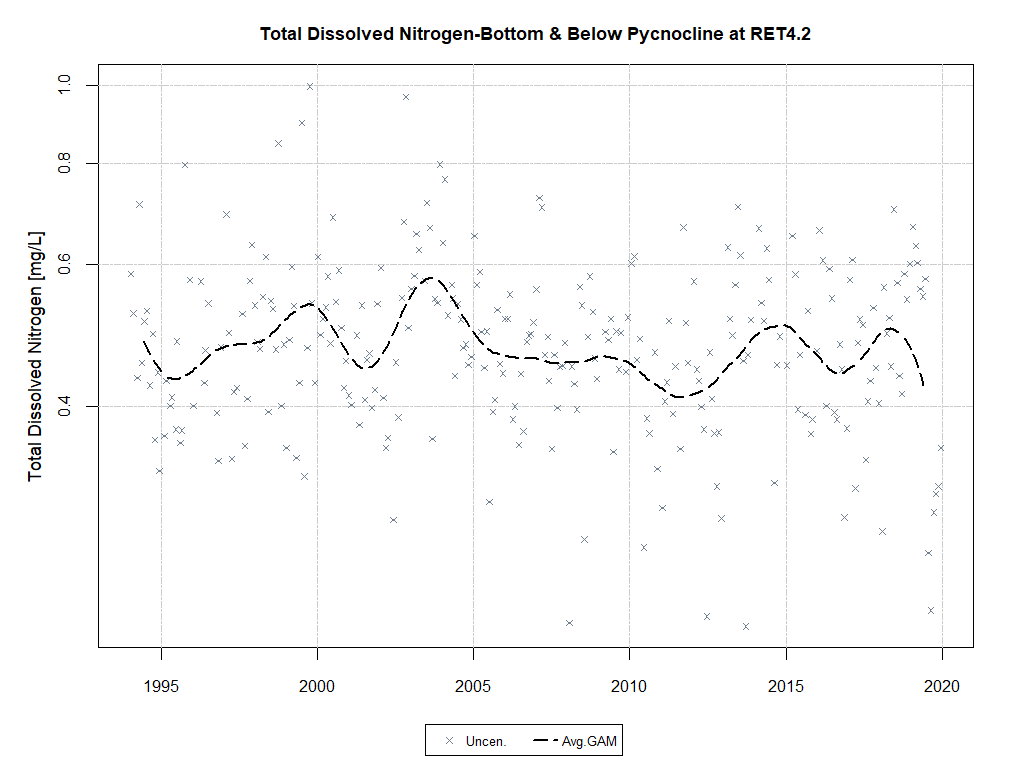 Total Dissolved Nitrogen-Bottom & Below Pycnocline at RET4.2
Total Dissolved Nitrogen [mg/L]
1.0
0.8
0.6
0.4
1995 2000 2005 2010 2015 2020
Uncen. Avg.GAM